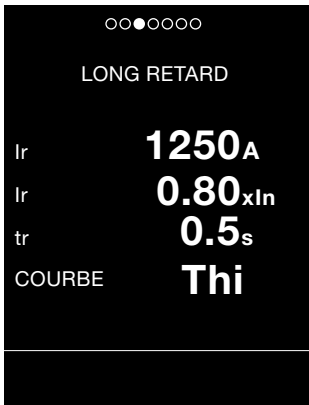 LONG RETARD
Ir 1250A
Ir 0.80xIn
tr 0.5s
COURBE Thi